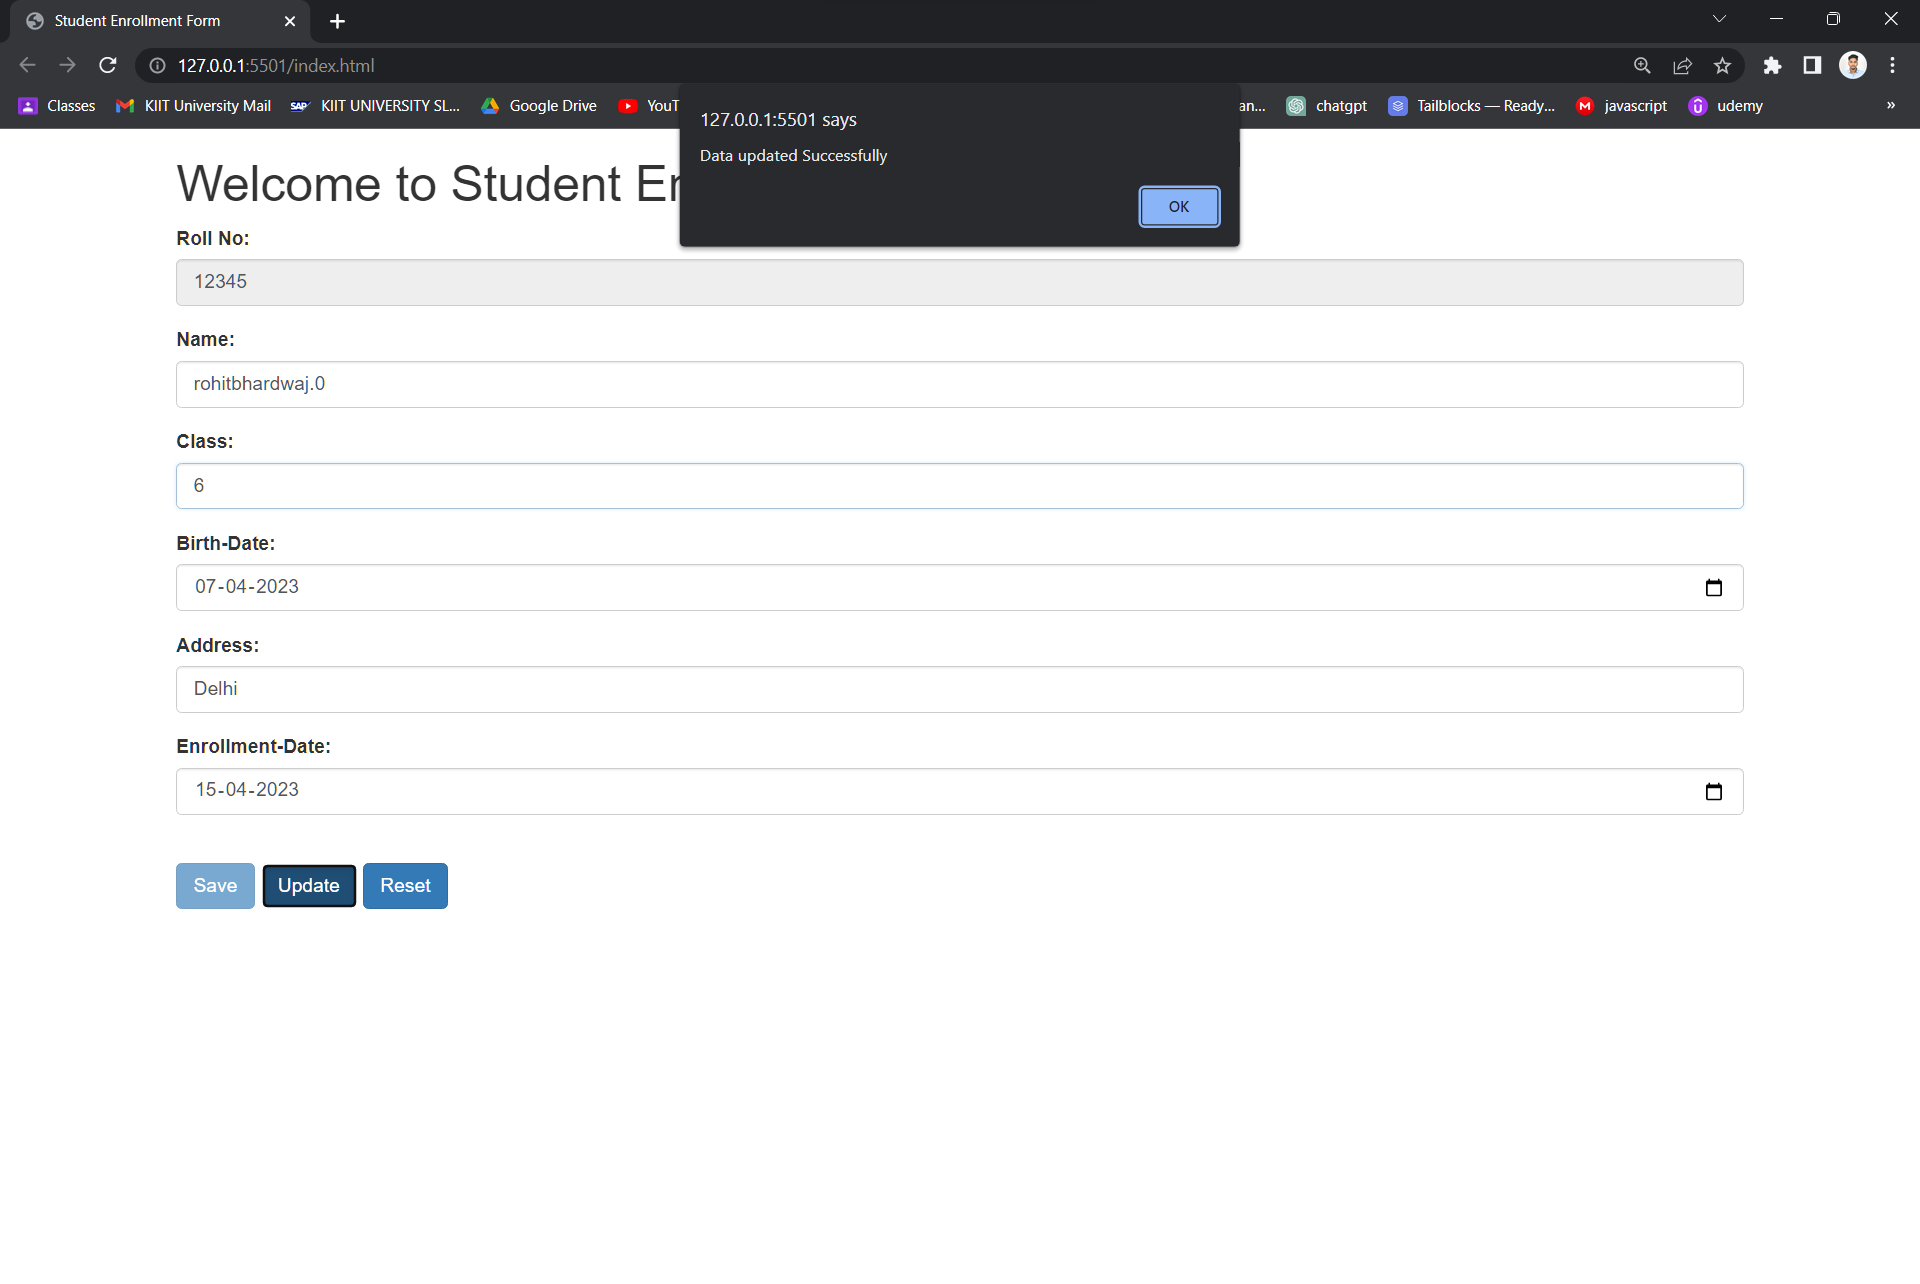 Student Enrollment Form
127.0.0.1:5501/index.html
Classes KIIT University Mail SAP KIIT UNIVERSITY SL... Google Drive YouT an... chatgpt Tailblocks — Ready... M javascript udemy »
127.0.0.1:5501 says
Data updated Successfully
OK
Welcome to Student Er
Roll No:
12345
Name:
rohitbhardwaj.0
Class:
6
Birth-Date:
07-04-2023
Address:
Delhi
Enrollment-Date:
15-04-2023
Save Update Reset